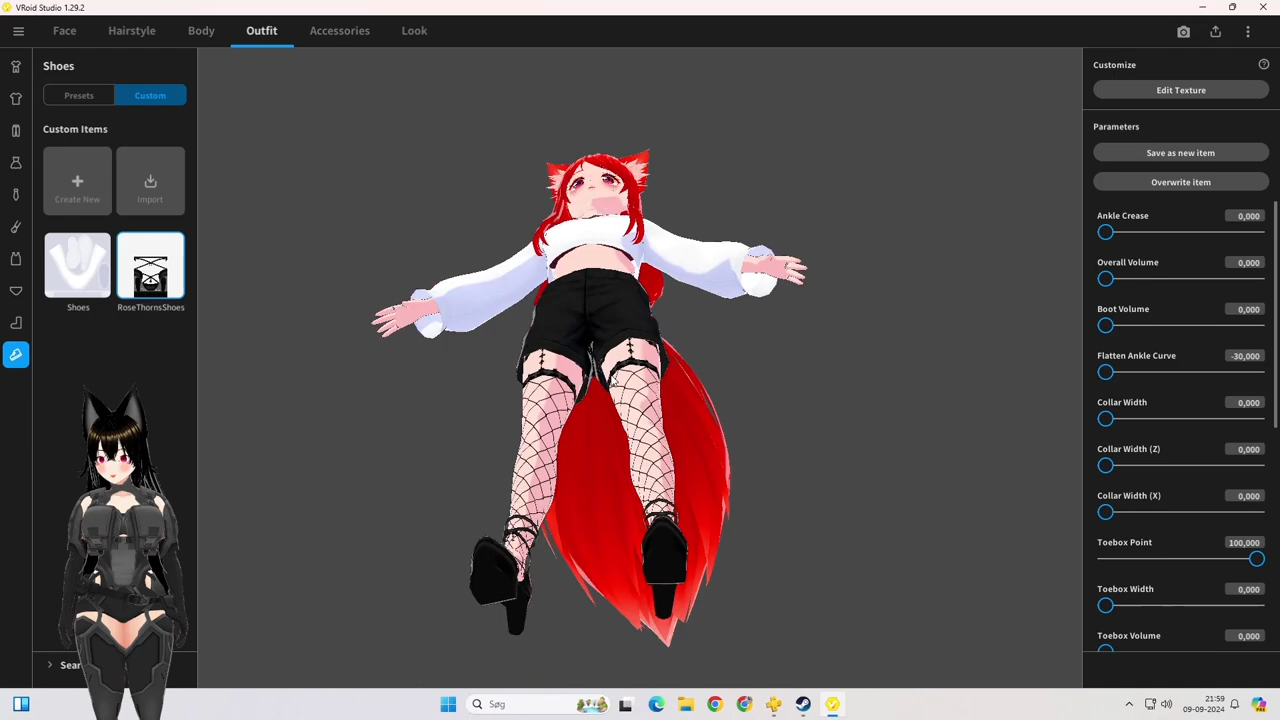 VRoid Studio 1.29.2
Face Hairstyle Body Outfit Accessories Look
Shoes
Presets Custom
Custom Items
Create New Import
Shoes RoseThornsShoes
Sear
Customize
Edit Texture
Parameters
Save as new item
Overwrite item
Ankle Crease 0,000
Overall Volume 0,000
Boot Volume 0,000
Flatten Ankle Curve -30,000
Collar Width 0,000
Collar Width (Z) 0,000
Collar Width (X) 0,000
Toebox Point 100,000
Toebox Width 0,000
Toebox Volume 0,000
Søg
21:59
09-09-2024